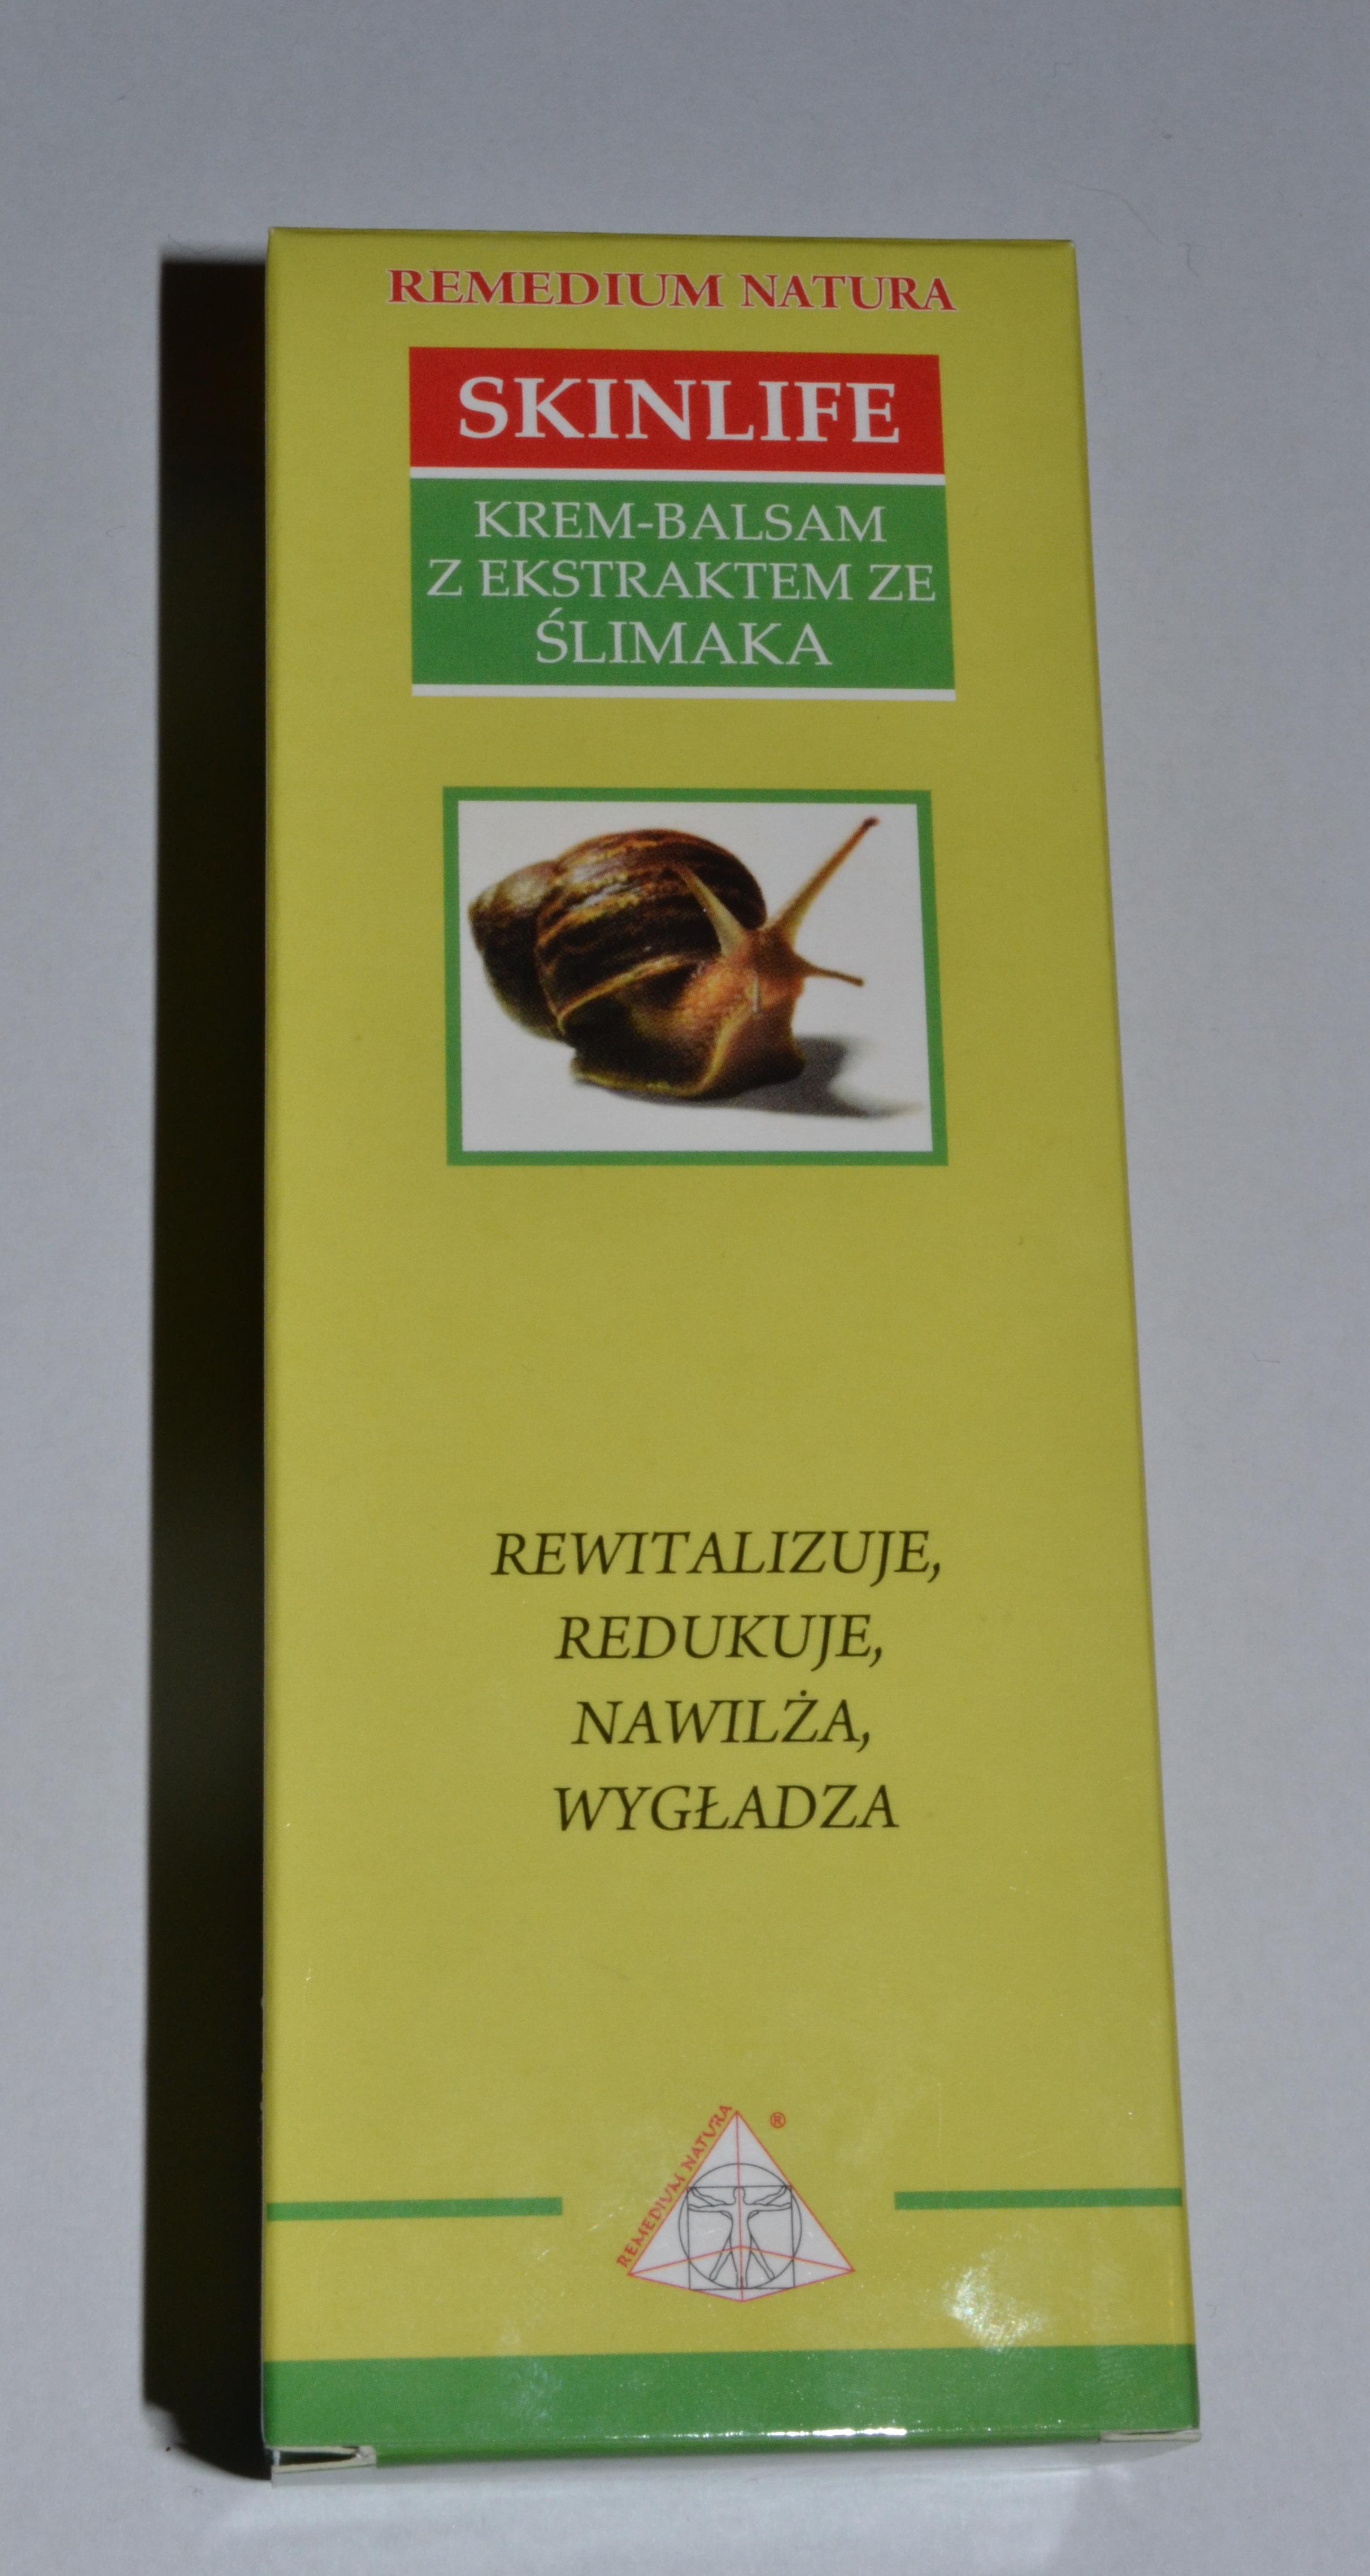 REMEDIUM NATURA
SKINLIFE
KREM-BALSAM
Z EKSTRAKTEM ZE
ŚLIMAKA
REWITALIZUJE,
REDUKUJE,
NAWILŻA,
WYGŁADZA
REMEDIUM NATURA
®